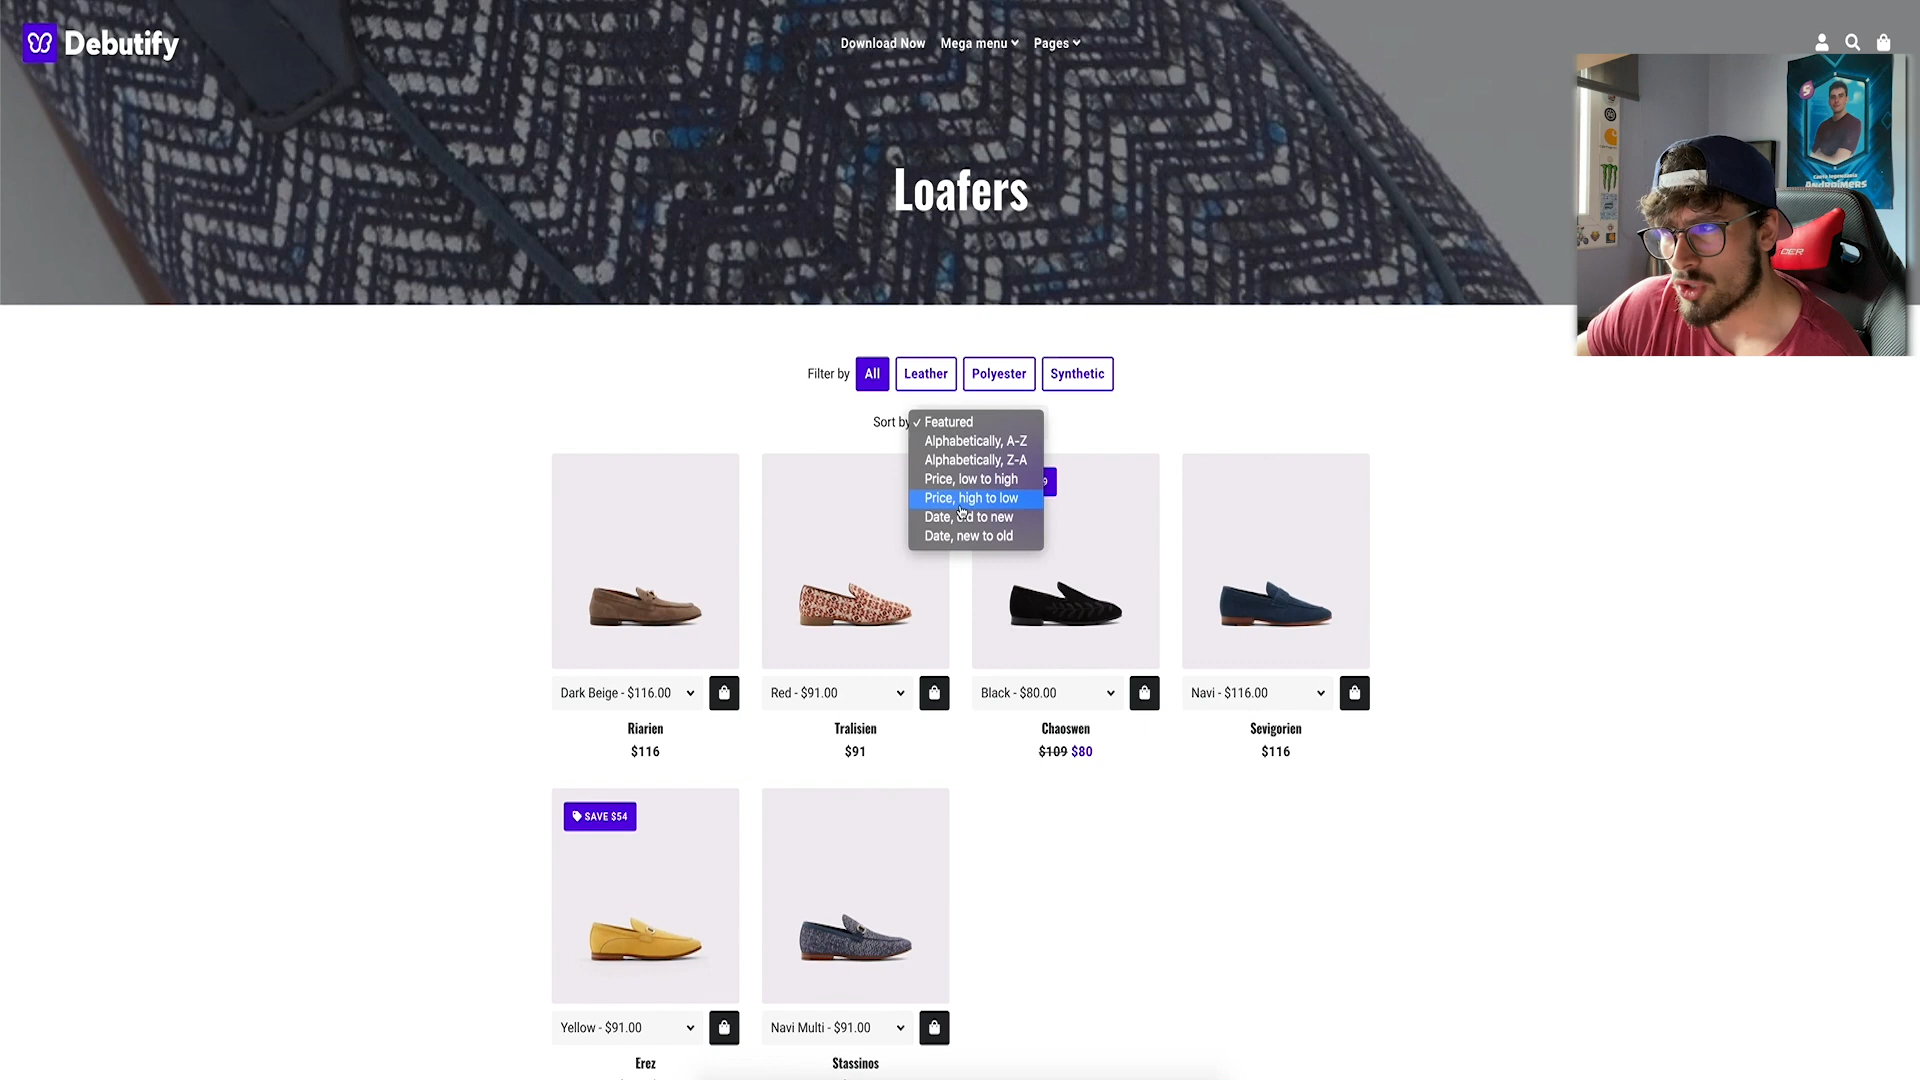 Debutify
Download Now Mega menu Pages
Loafers
Filter by All Leather Polyester Synthetic
Sort by
✓ Featured
Alphabetically, A-Z
Alphabetically, Z-A
Price, low to high
Price, high to low
Date, old to new
Date, new to old
Dark Beige - $116.00
Red - $91.00
Black - $80.00
Navi - $116.00
Riarien
Tralisien
Chaoswen
Sevigorien
$116
$91
$109 $80
$116
SAVE $54
Yellow - $91.00
Navi Multi - $91.00
Erez
Stassinos